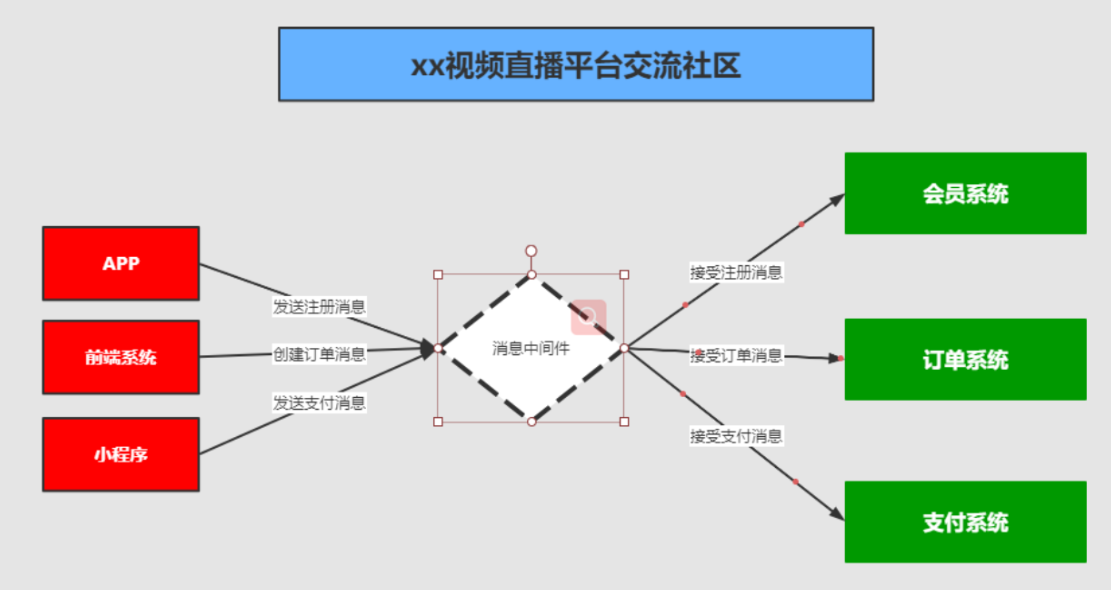 xx视频直播平台交流社区
会员系统
APP
接受注册消息
发送注册消息
前端系统
创建订单消息
消息中间件
接受订单消息
订单系统
发送支付消息
接受支付消息
小程序
支付系统